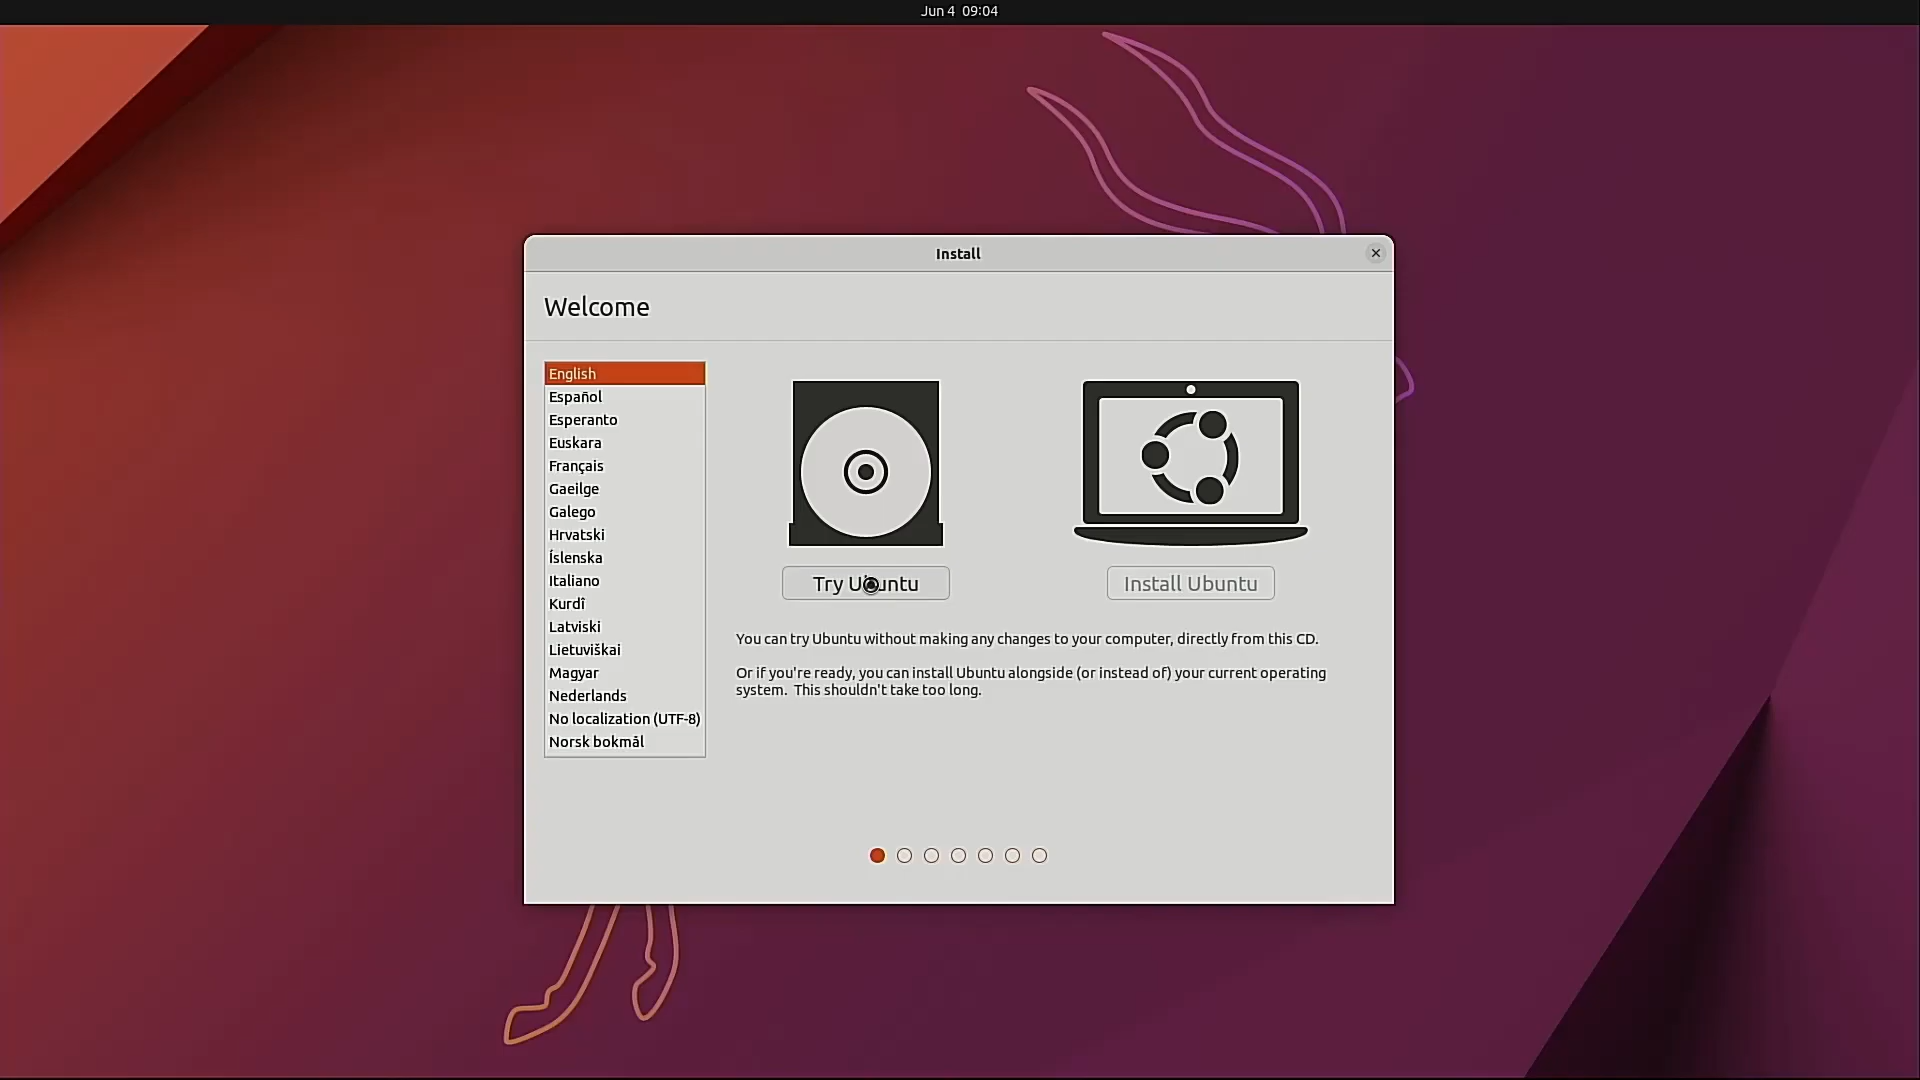 Jun 4  09:04
Install
Welcome
English
Español
Esperanto
Euskara
Français
Gaeilge
Galego
Hrvatski
Íslenska
Italiano
Kurdî
Latviski
Lietuviškai
Magyar
Nederlands
No localization (UTF-8)
Norsk bokmål
Try Ubuntu
Install Ubuntu
You can try Ubuntu without making any changes to your computer, directly from this CD.
Or if you're ready, you can install Ubuntu alongside (or instead of) your current operating
system.  This shouldn't take too long.